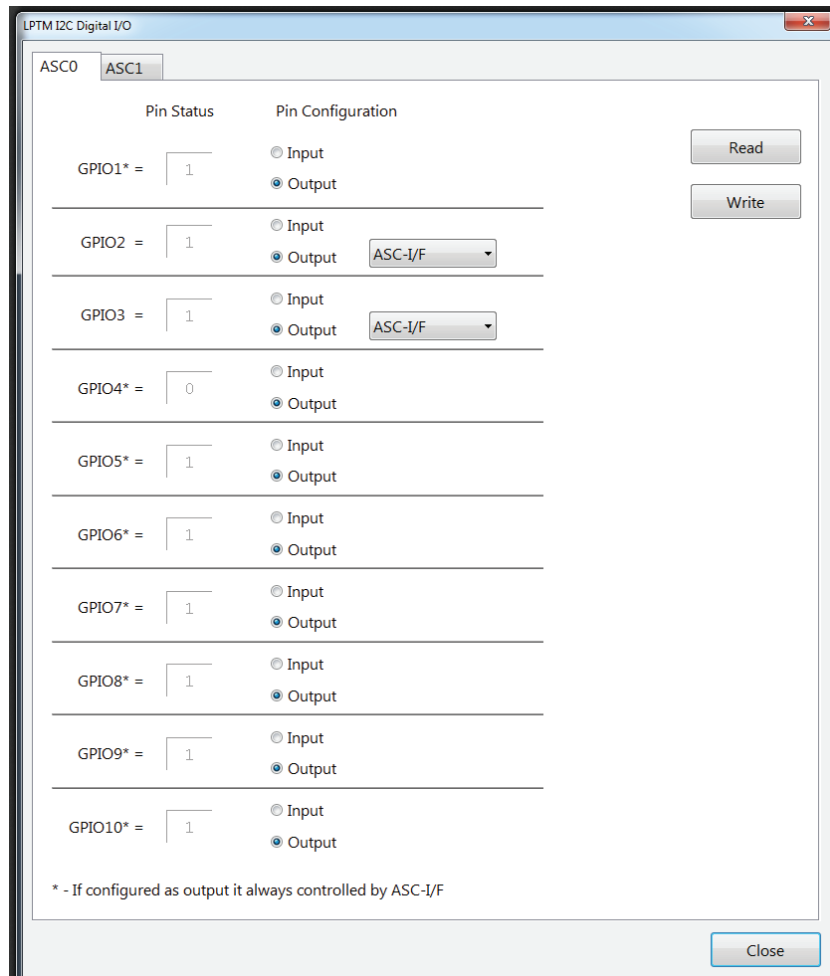 LPTM I2C Digital I/O
ASC0 ASC1
Pin Status Pin Configuration
Input
GPIO1* = 1
Output
Read
Write
Input
GPIO2 = 1
Output ASC-I/F
Input
GPIO3 = 1
Output ASC-I/F
Input
GPIO4* = 0
Output
Input
GPIO5* = 1
Output
Input
GPIO6* = 1
Output
Input
GPIO7* = 1
Output
Input
GPIO8* = 1
Output
Input
GPIO9* = 1
Output
Input
GPIO10* = 1
Output
* - If configured as output it always controlled by ASC-I/F
Close